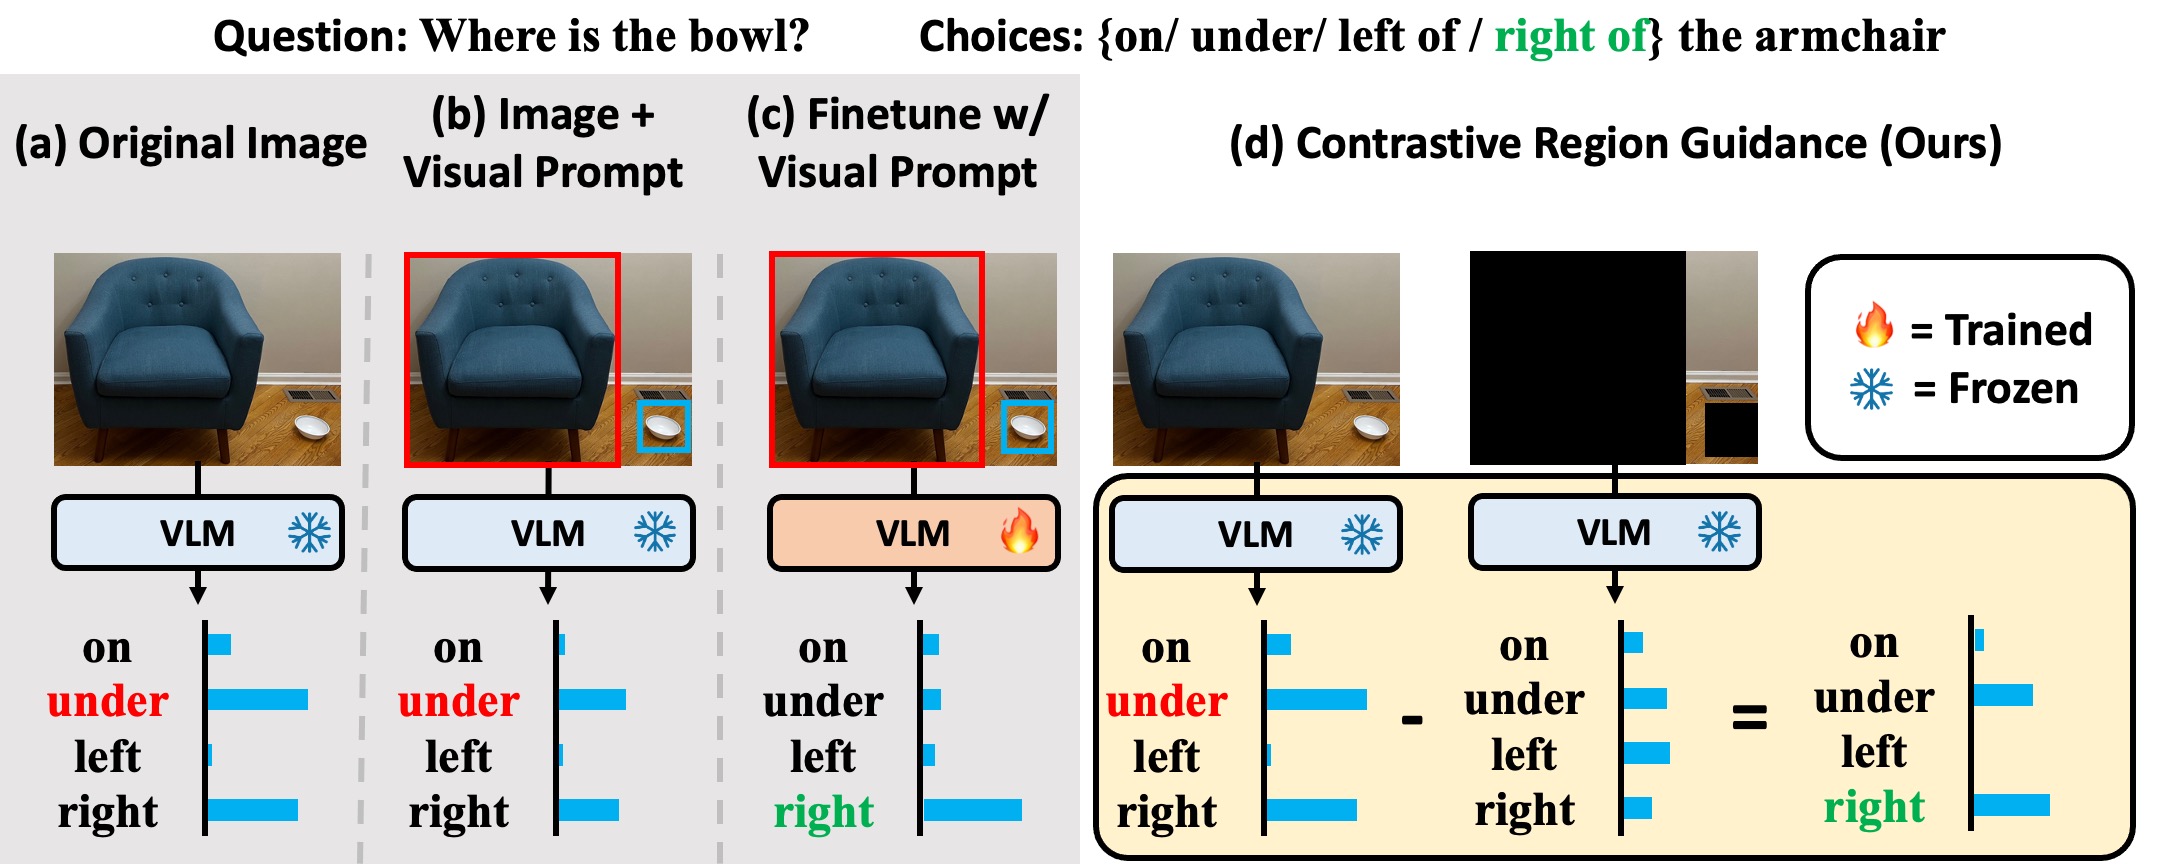 Question: Where is the bowl? Choices: {on/ under/ left of / right of} the armchair
(a) Original Image
(b) Image +
Visual Prompt
(c) Finetune w/
Visual Prompt
(d) Contrastive Region Guidance (Ours)
= Trained
= Frozen
VLM
VLM
VLM
VLM
VLM
on
under
left
right
on
under
left
right
on
under
left
right
on
under
left
right
-
on
under
left
right
=
on
under
left
right